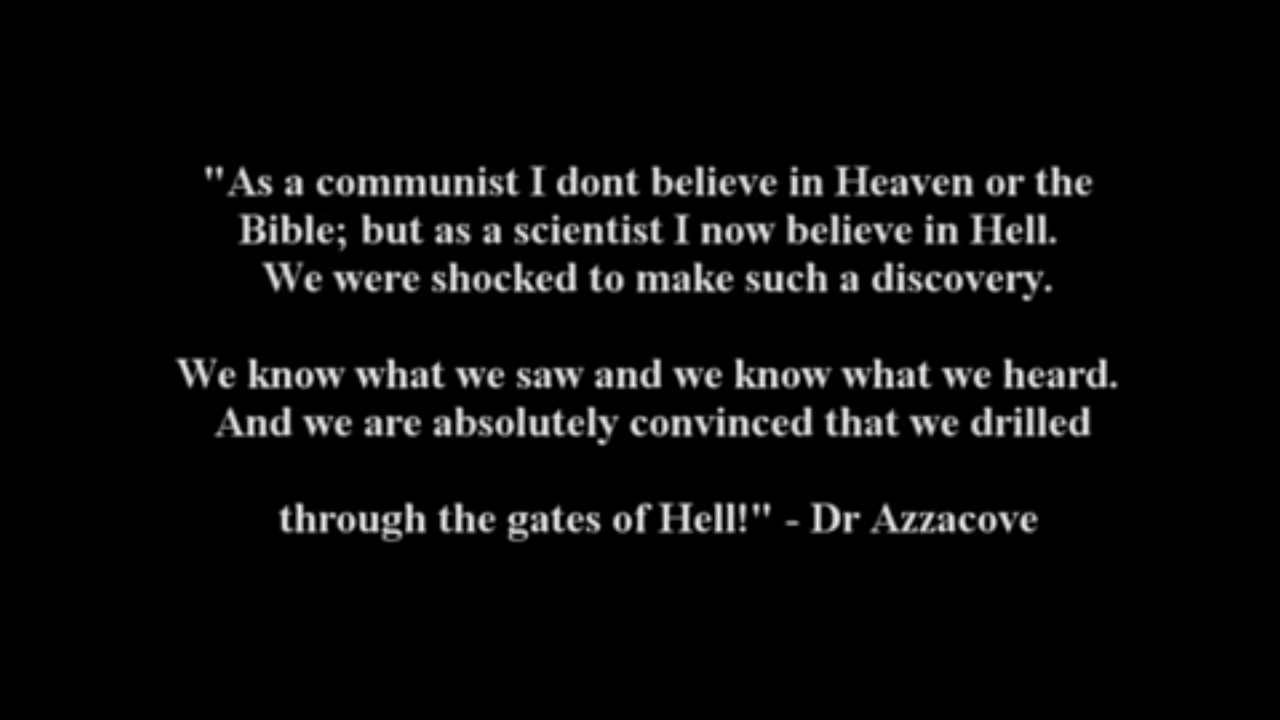 "As a communist I dont believe in Heaven or the
Bible; but as a scientist I now believe in Hell.
We were shocked to make such a discovery.
We know what we saw and we know what we heard.
And we are absolutely convinced that we drilled
through the gates of Hell!" - Dr Azzacove